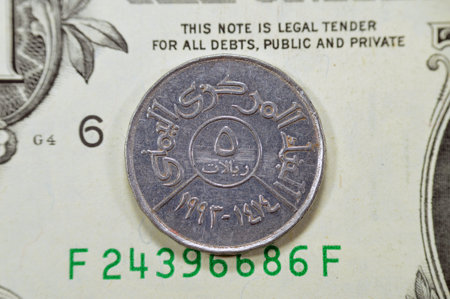 THIS NOTE IS LEGAL TENDER
FOR ALL DEBTS, PUBLIC AND PRIVATE
G4
6
البنك المركزي اليمني
٥
ريالات
١٩٩٣-١٤١٤
F 24396686 F